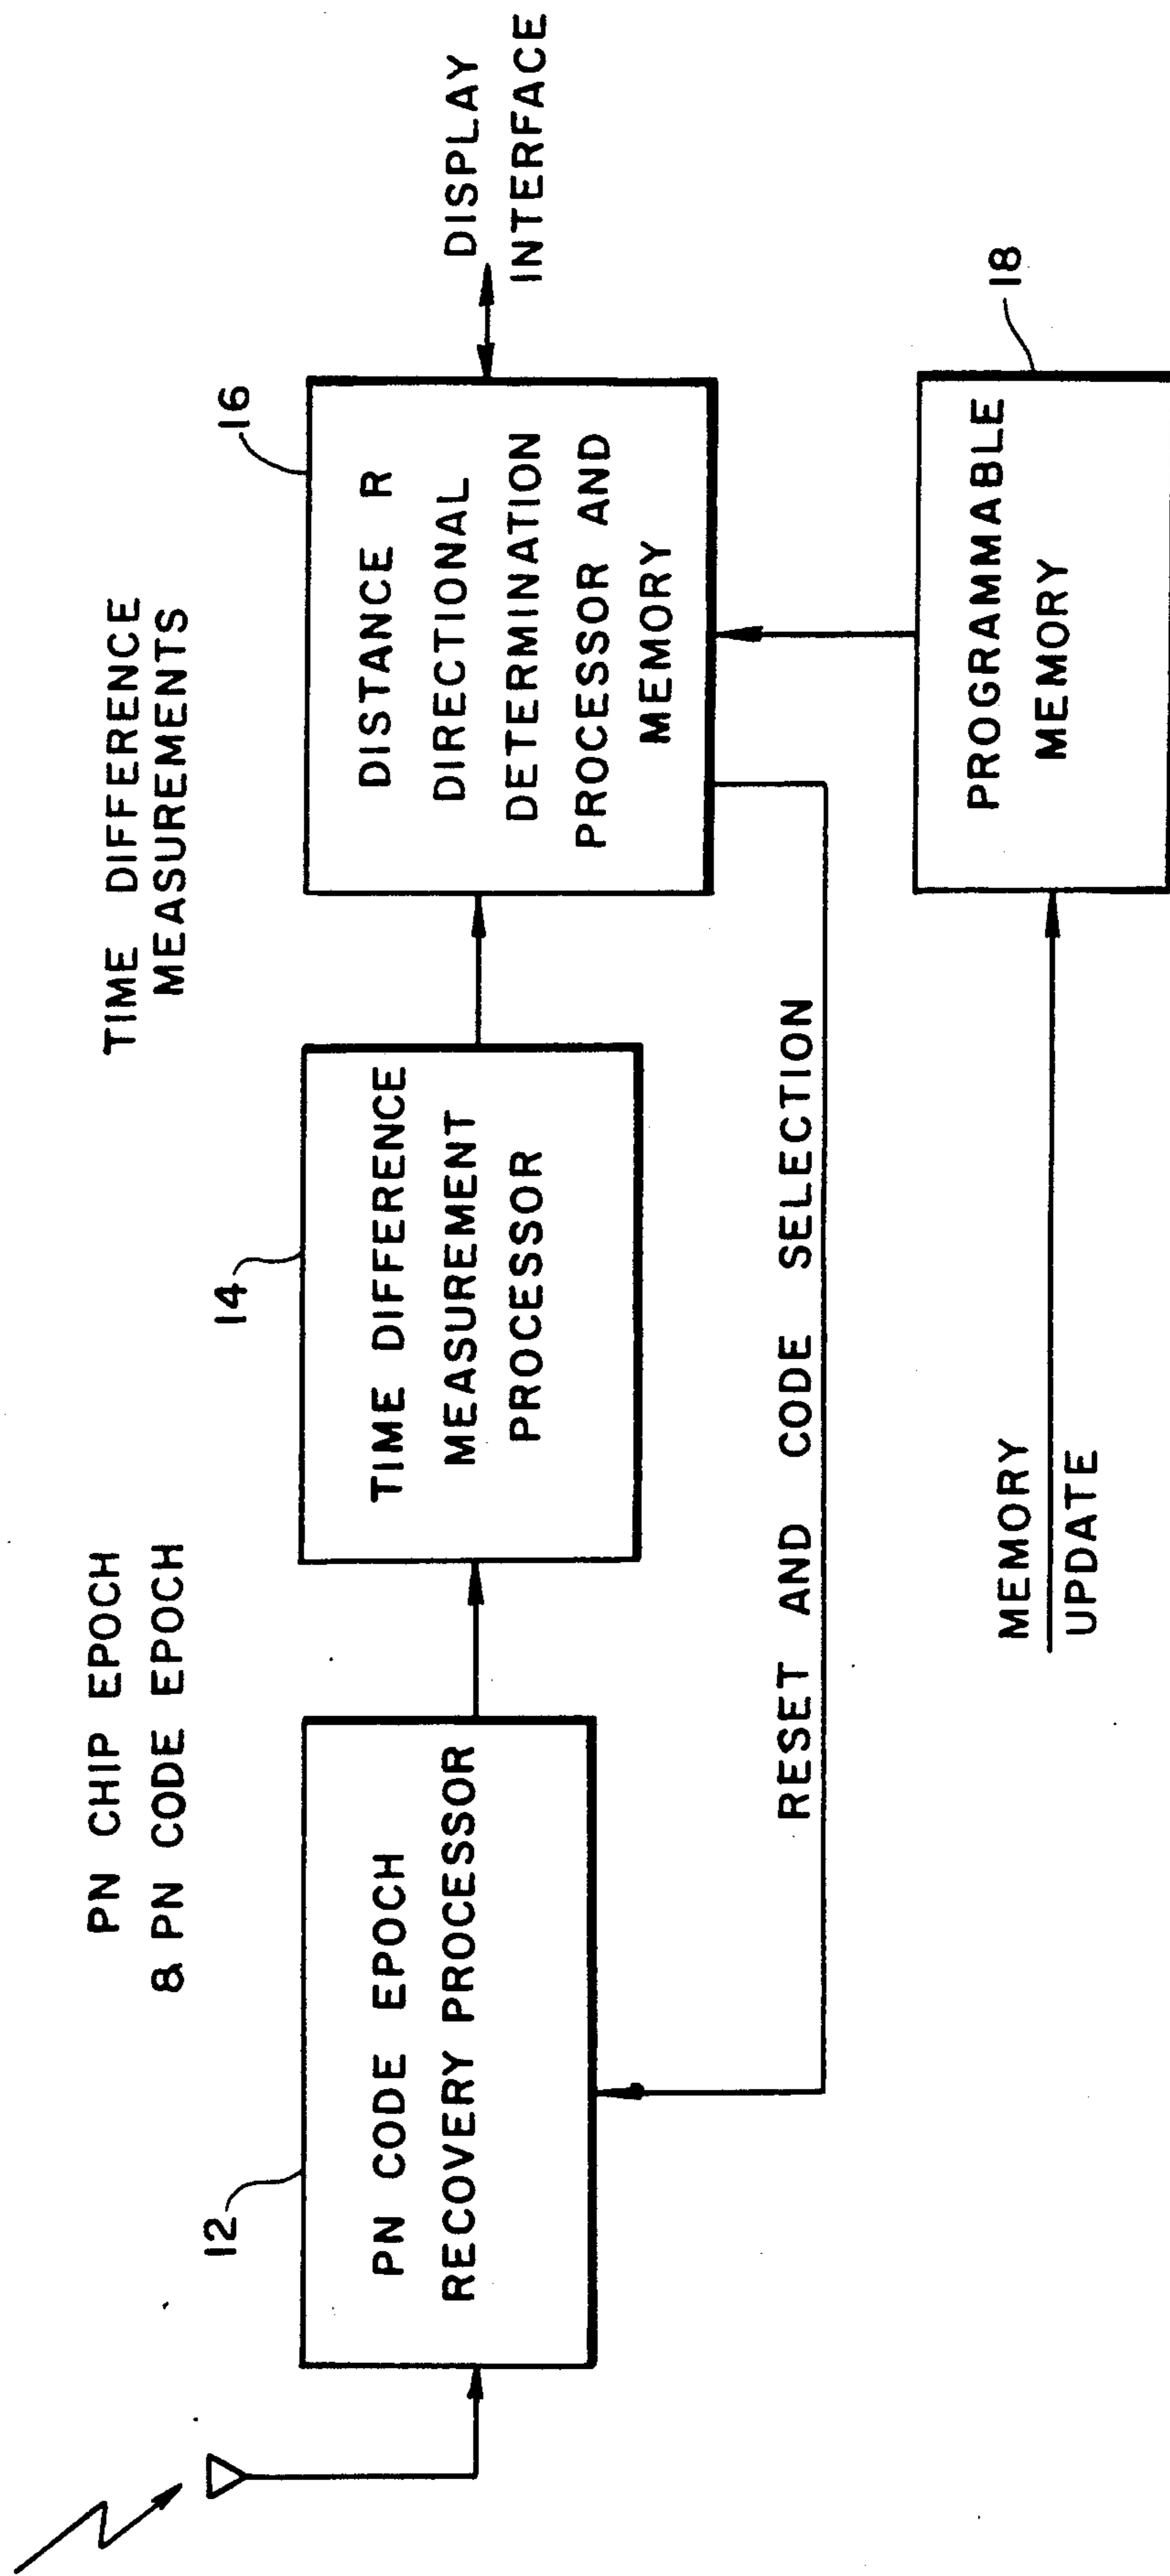 PN CHIP EPOCH
& PN CODE EPOCH
TIME DIFFERENCE
MEASUREMENTS
12
PN CODE EPOCH
RECOVERY PROCESSOR
14
TIME DIFFERENCE
MEASUREMENT
PROCESSOR
16
DISTANCE R
DIRECTIONAL
DETERMINATION
PROCESSOR AND
MEMORY
DISPLAY
INTERFACE
RESET AND CODE SELECTION
MEMORY
UPDATE
18
PROGRAMMABLE
MEMORY